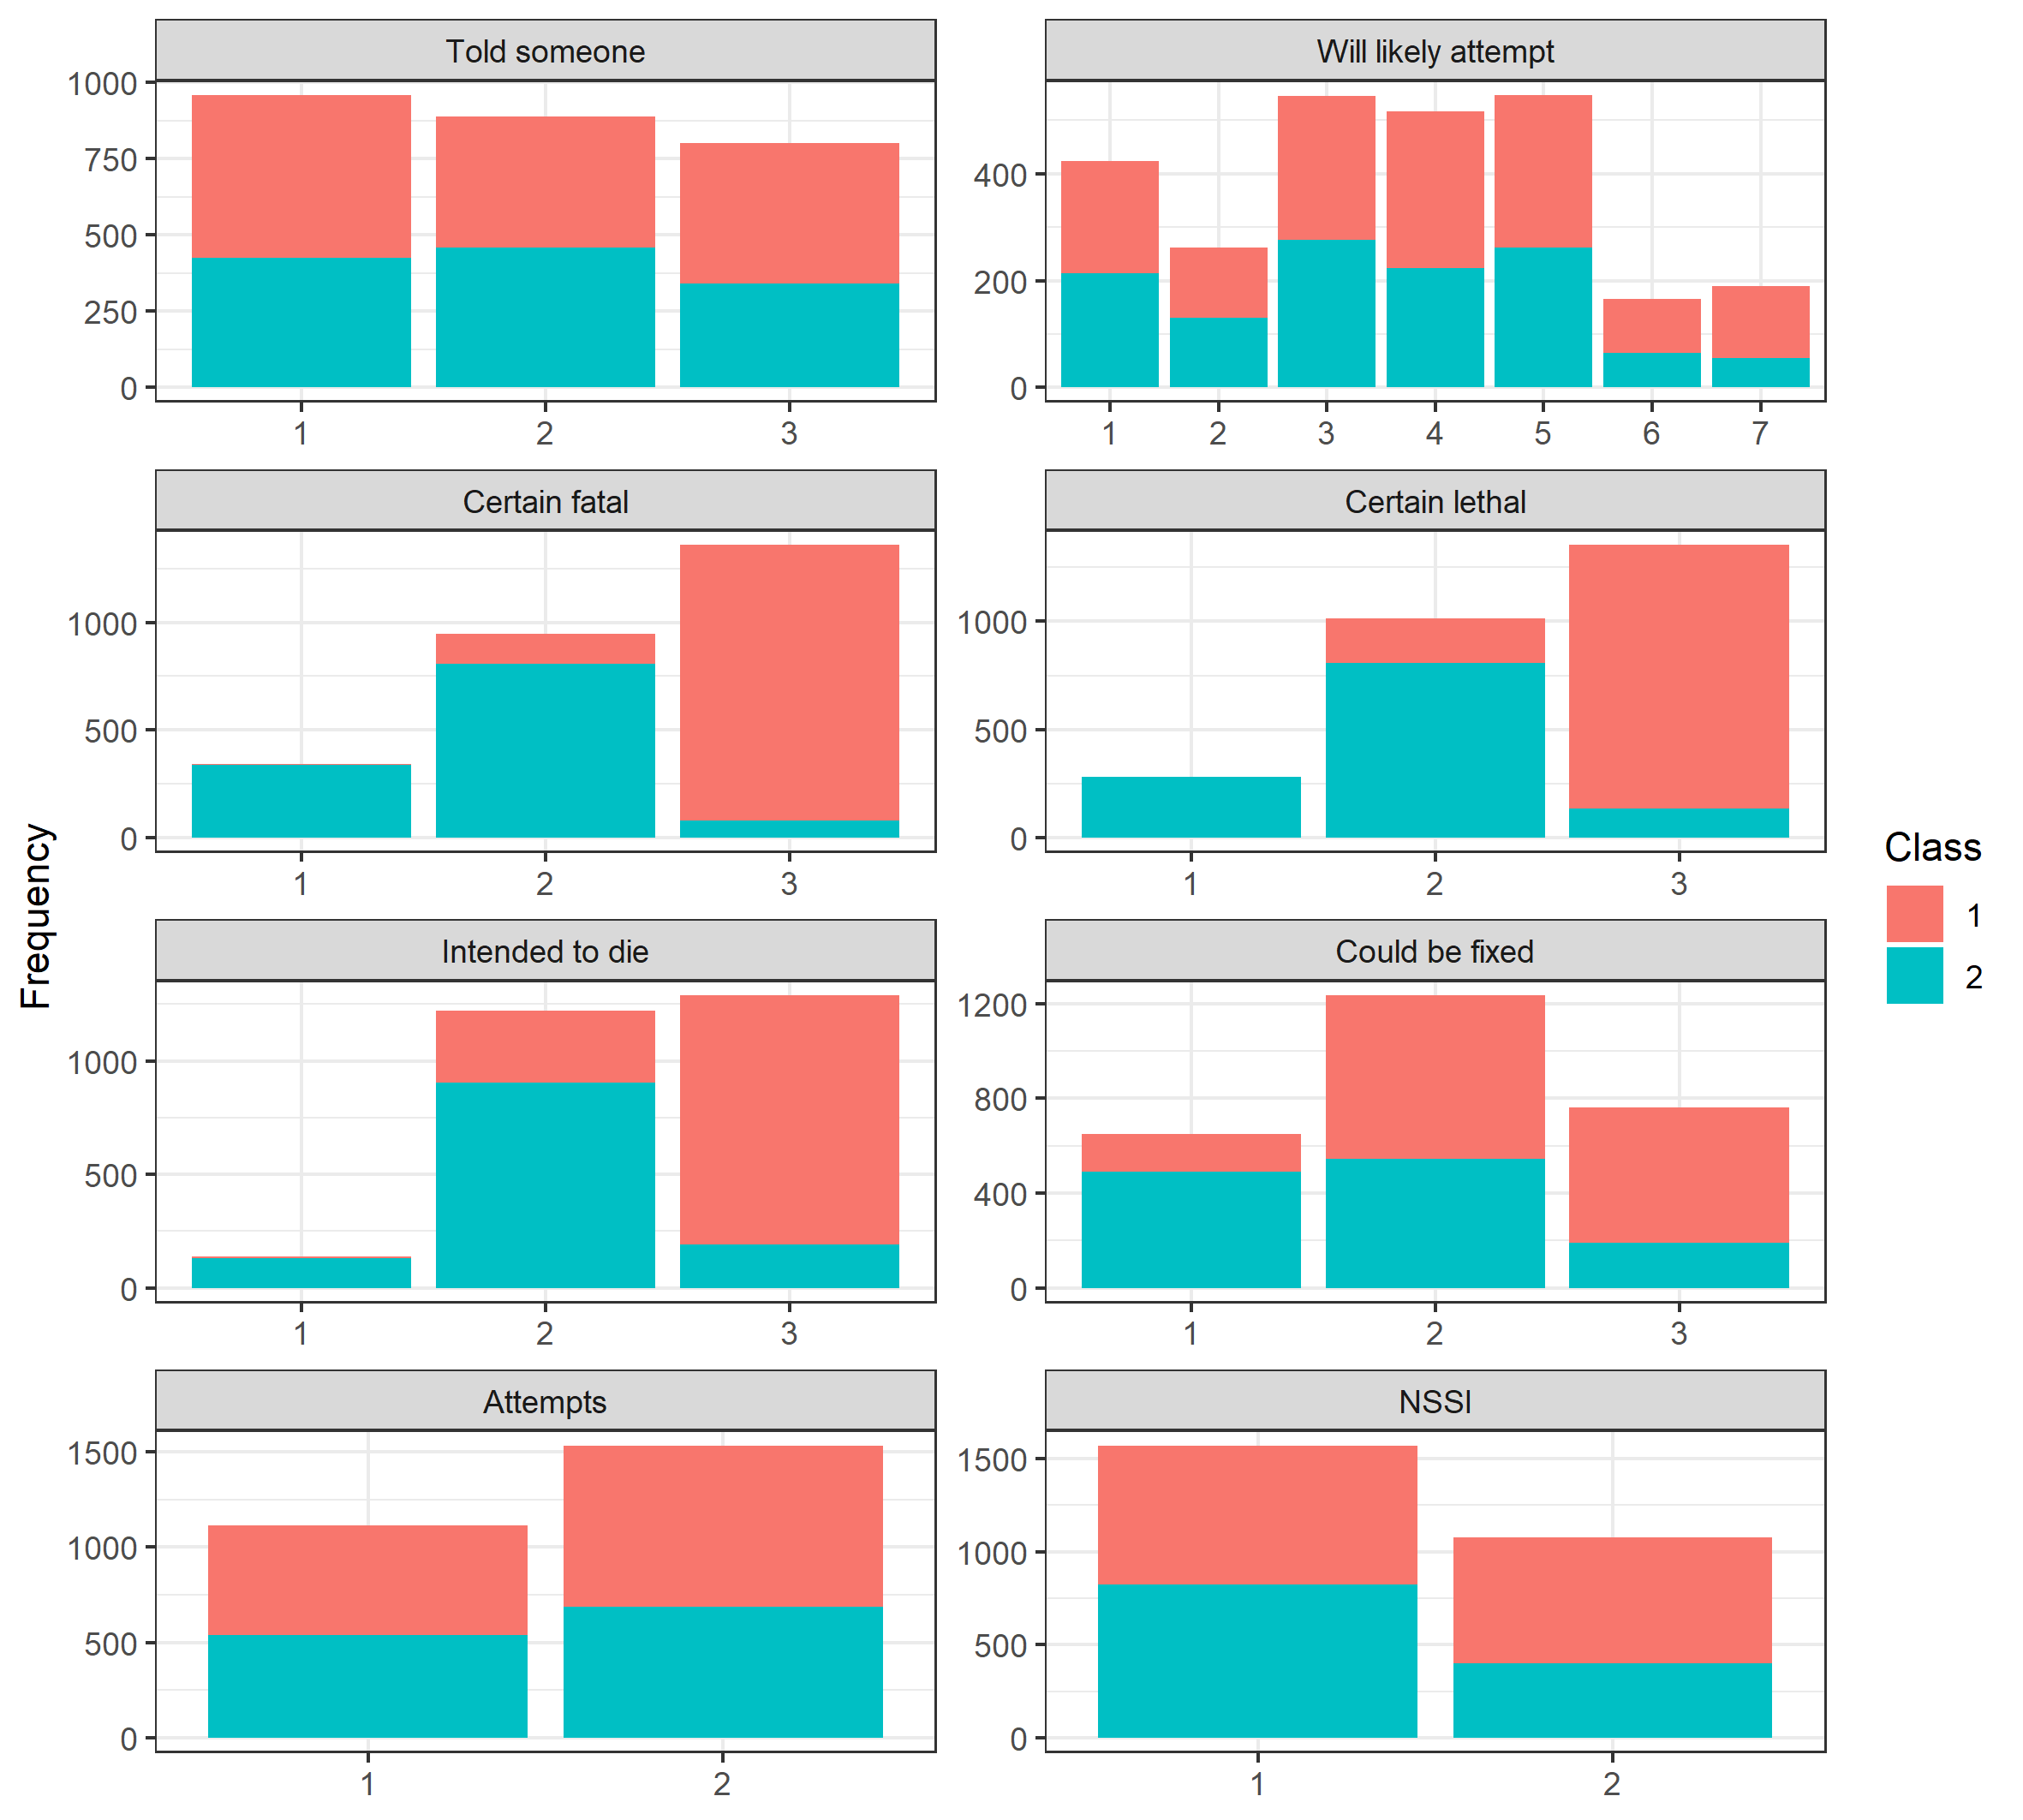 Told someone
Will likely attempt
1000
750
500
250
0
400
200
0
1 2 3
1 2 3 4 5 6 7
Certain fatal
Certain lethal
1000
500
0
1000
500
0
1 2 3
1 2 3
Intended to die
Could be fixed
1000
500
0
1200
800
400
0
1 2 3
1 2 3
Attempts
NSSI
1500
1000
500
0
1500
1000
500
0
1 2
1 2
Frequency
Class
1
2